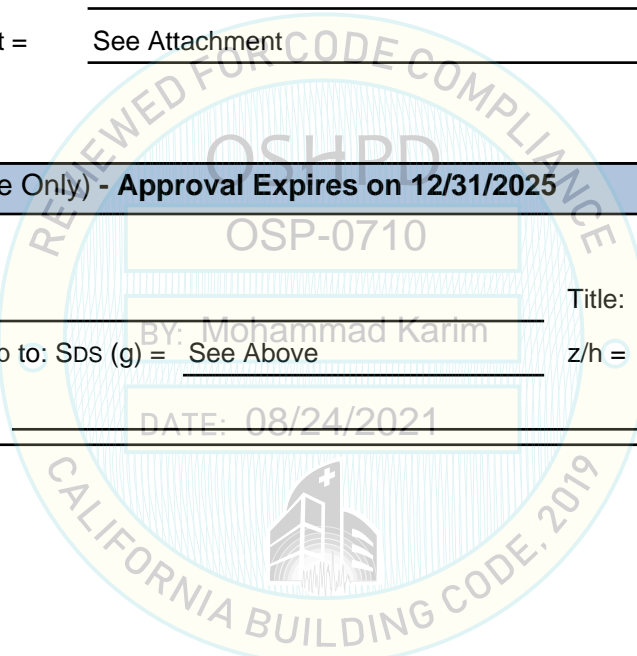 t =
See Attachment
REVIEWED FOR CODE COMPLIANCE
OSHPD
e Only) - Approval Expires on 12/31/2025
OSP-0710
Title:
BY: Mohammad Karim
o to: SDS (g) = See Above z/h =
DATE: 08/24/2021
CALIFORNIA BUILDING CODE, 2019